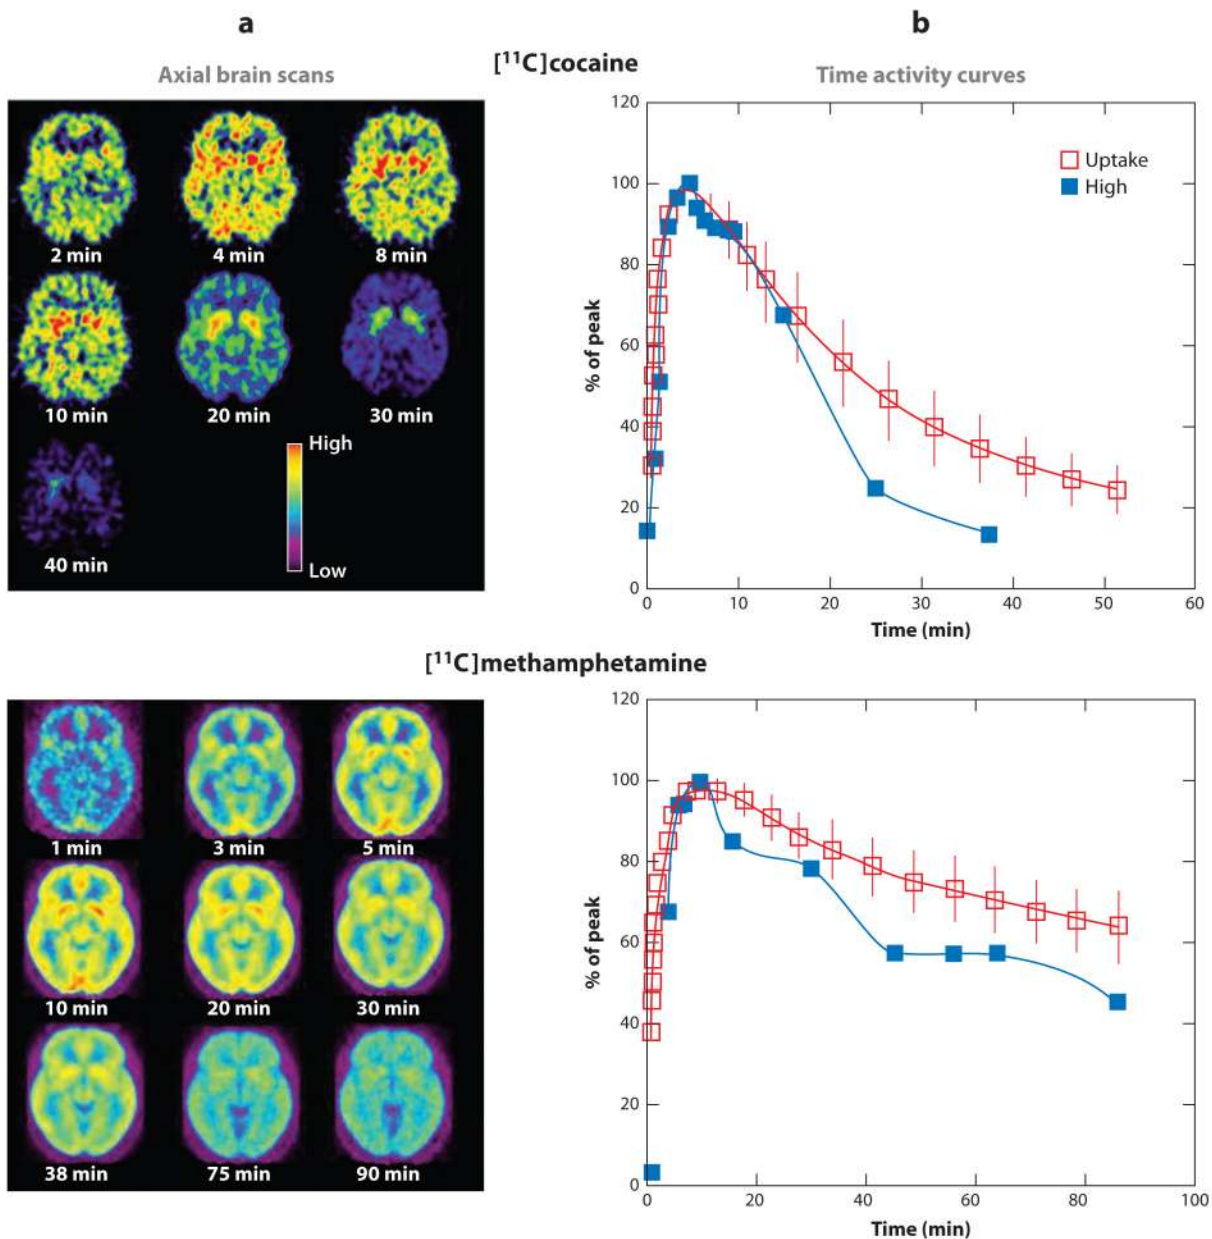 a
b
[¹¹C]cocaine
Axial brain scans
Time activity curves
2 min
4 min
8 min
10 min
20 min
30 min
40 min
High
Low
120
100
80
60
40
20
0
% of peak
Uptake
High
0
10
20
30
40
50
60
Time (min)
[¹¹C]methamphetamine
1 min
3 min
5 min
10 min
20 min
30 min
38 min
75 min
90 min
120
100
80
60
40
20
0
% of peak
0
20
40
60
80
100
Time (min)